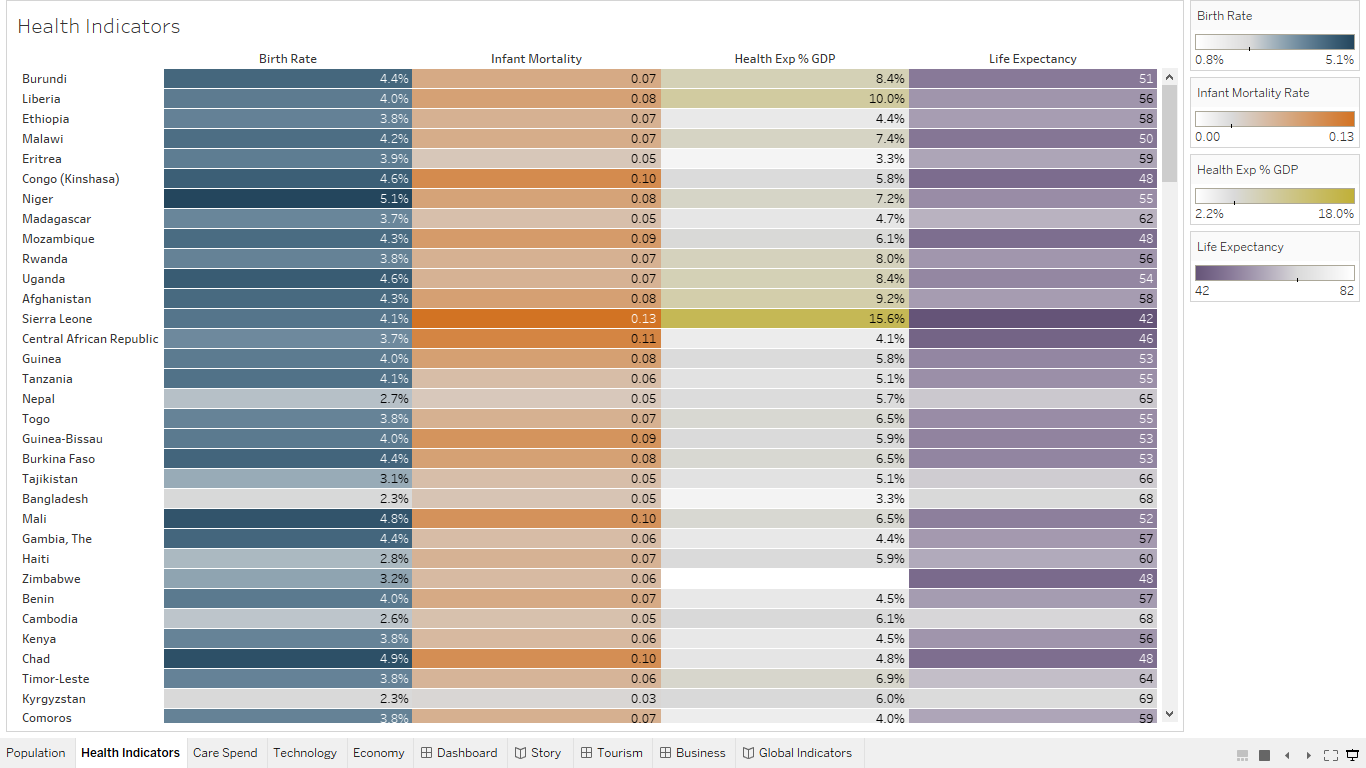 Health Indicators
Birth Rate Infant Mortality Health Exp % GDP Life Expectancy
Burundi 4.4% 0.07 8.4% 51
Liberia 4.0% 0.08 10.0% 56
Ethiopia 3.8% 0.07 4.4% 58
Malawi 4.2% 0.07 7.4% 50
Eritrea 3.9% 0.05 3.3% 59
Congo (Kinshasa) 4.6% 0.10 5.8% 48
Niger 5.1% 0.08 7.2% 55
Madagascar 3.7% 0.05 4.7% 62
Mozambique 4.3% 0.09 6.1% 48
Rwanda 3.8% 0.07 8.0% 56
Uganda 4.6% 0.07 8.4% 54
Afghanistan 4.3% 0.08 9.2% 58
Sierra Leone 4.1% 0.13 15.6% 42
Central African Republic 3.7% 0.11 4.1% 46
Guinea 4.0% 0.08 5.8% 53
Tanzania 4.1% 0.06 5.1% 55
Nepal 2.7% 0.05 5.7% 65
Togo 3.8% 0.07 6.5% 55
Guinea-Bissau 4.0% 0.09 5.9% 53
Burkina Faso 4.4% 0.08 6.5% 53
Tajikistan 3.1% 0.05 5.1% 66
Bangladesh 2.3% 0.05 3.3% 68
Mali 4.8% 0.10 6.5% 52
Gambia, The 4.4% 0.06 4.4% 57
Haiti 2.8% 0.07 5.9% 60
Zimbabwe 3.2% 0.06 48
Benin 4.0% 0.07 4.5% 57
Cambodia 2.6% 0.05 6.1% 68
Kenya 3.8% 0.06 4.5% 56
Chad 4.9% 0.10 4.8% 48
Timor-Leste 3.8% 0.06 6.9% 64
Kyrgyzstan 2.3% 0.03 6.0% 69
Comoros 3.8% 0.07 4.0% 59
Birth Rate
0.8% 5.1%
Infant Mortality Rate
0.00 0.13
Health Exp % GDP
2.2% 18.0%
Life Expectancy
42 82
Population Health Indicators Care Spend Technology Economy Dashboard Story Tourism Business Global Indicators